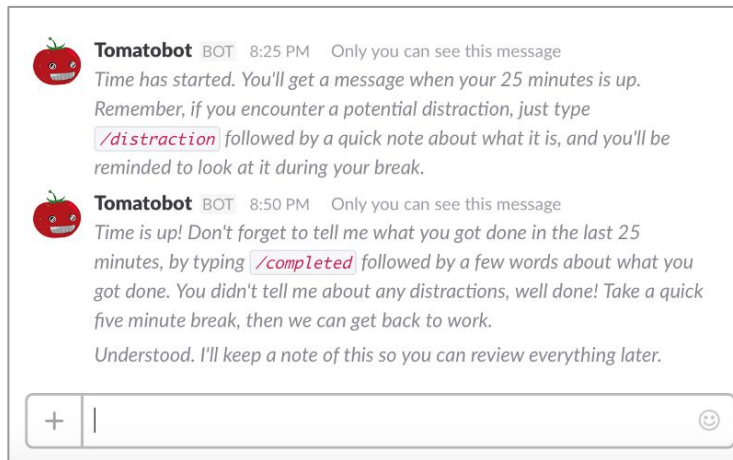 Tomatobot BOT 8:25 PM Only you can see this message
Time has started. You'll get a message when your 25 minutes is up.
Remember, if you encounter a potential distraction, just type
/distraction followed by a quick note about what it is, and you'll be
reminded to look at it during your break.
Tomatobot BOT 8:50 PM Only you can see this message
Time is up! Don't forget to tell me what you got done in the last 25
minutes, by typing /completed followed by a few words about what you
got done. You didn't tell me about any distractions, well done! Take a quick
five minute break, then we can get back to work.
Understood. I'll keep a note of this so you can review everything later.